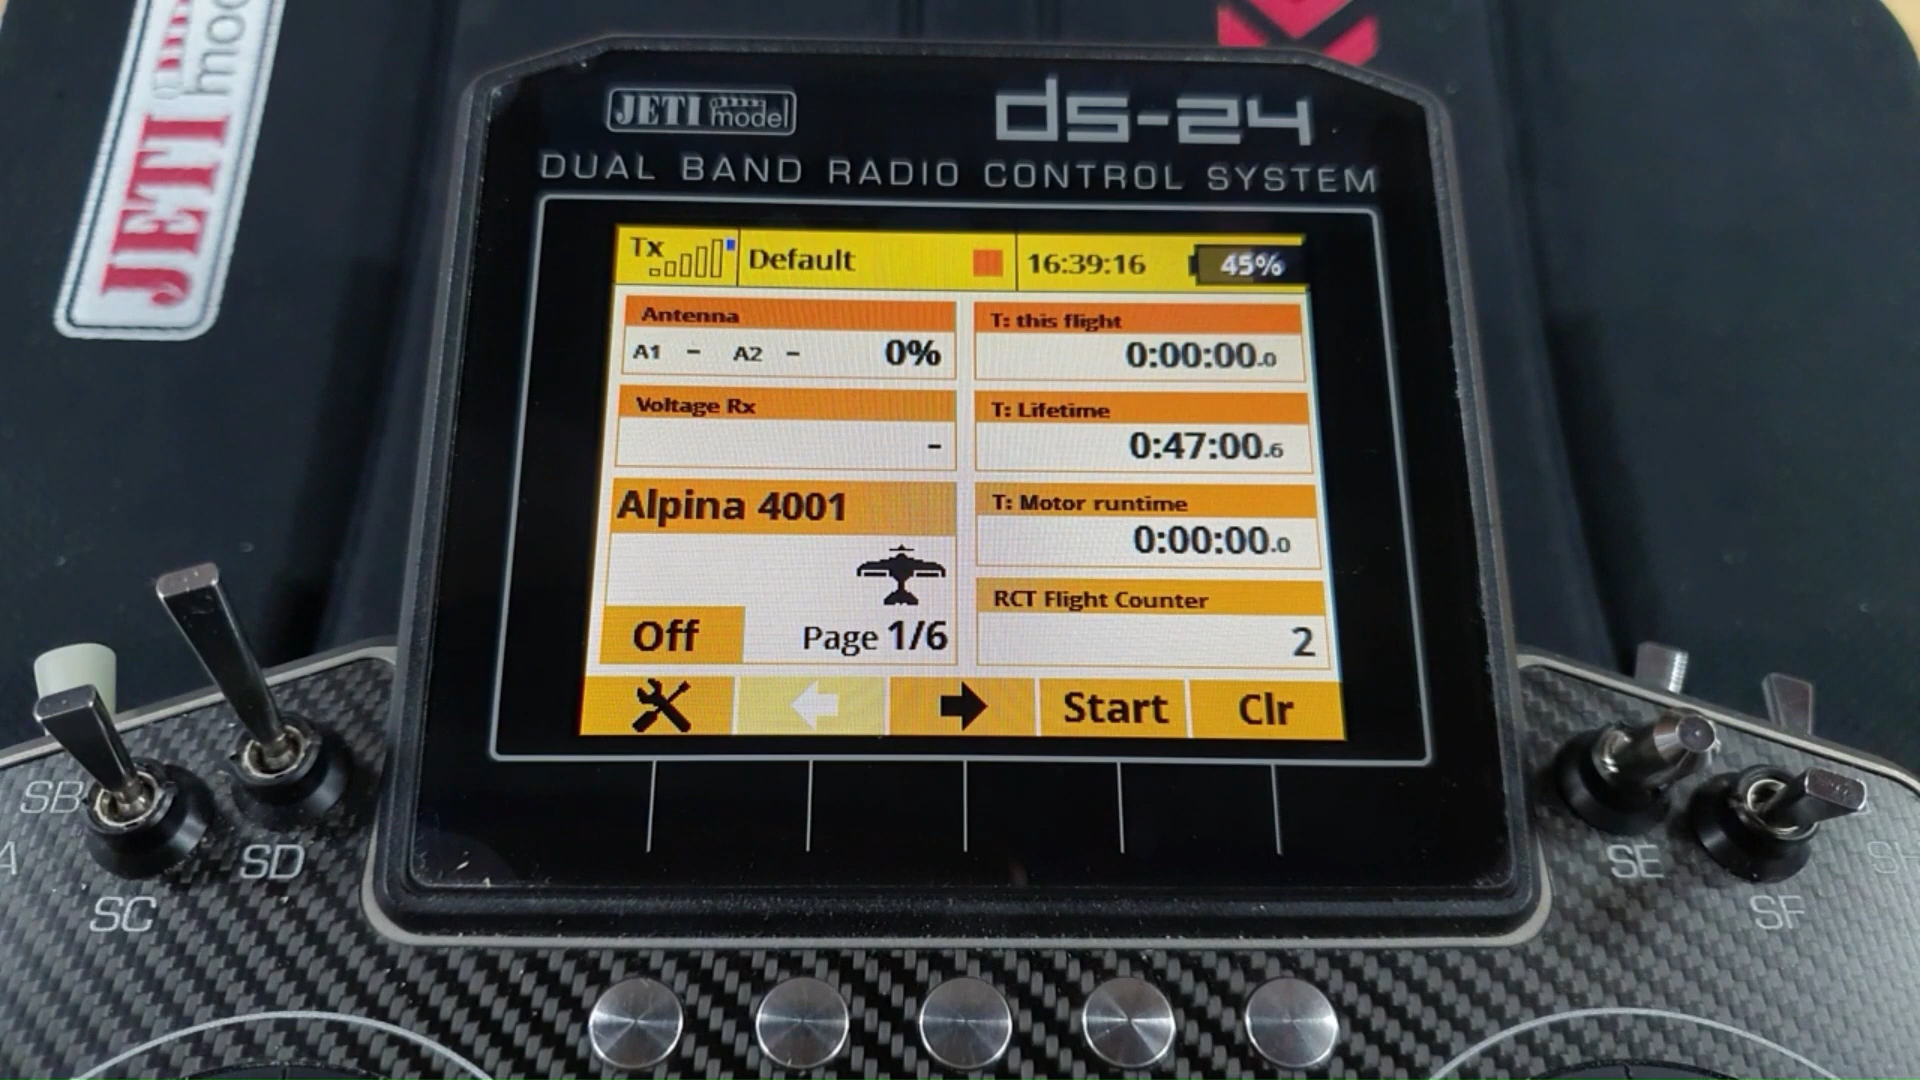 JETI model
JETI model
ds-24
DUAL BAND RADIO CONTROL SYSTEM
Tx
Default
16:39:16
45%
Antenna
A1 - A2 - 0%
Voltage Rx
-
Alpina 4001
Off
Page 1/6
T: this flight
0:00:00.0
T: Lifetime
0:47:00.6
T: Motor runtime
0:00:00.0
RCT Flight Counter
2
Start
Clr
SB
SC
SD
SE
SF